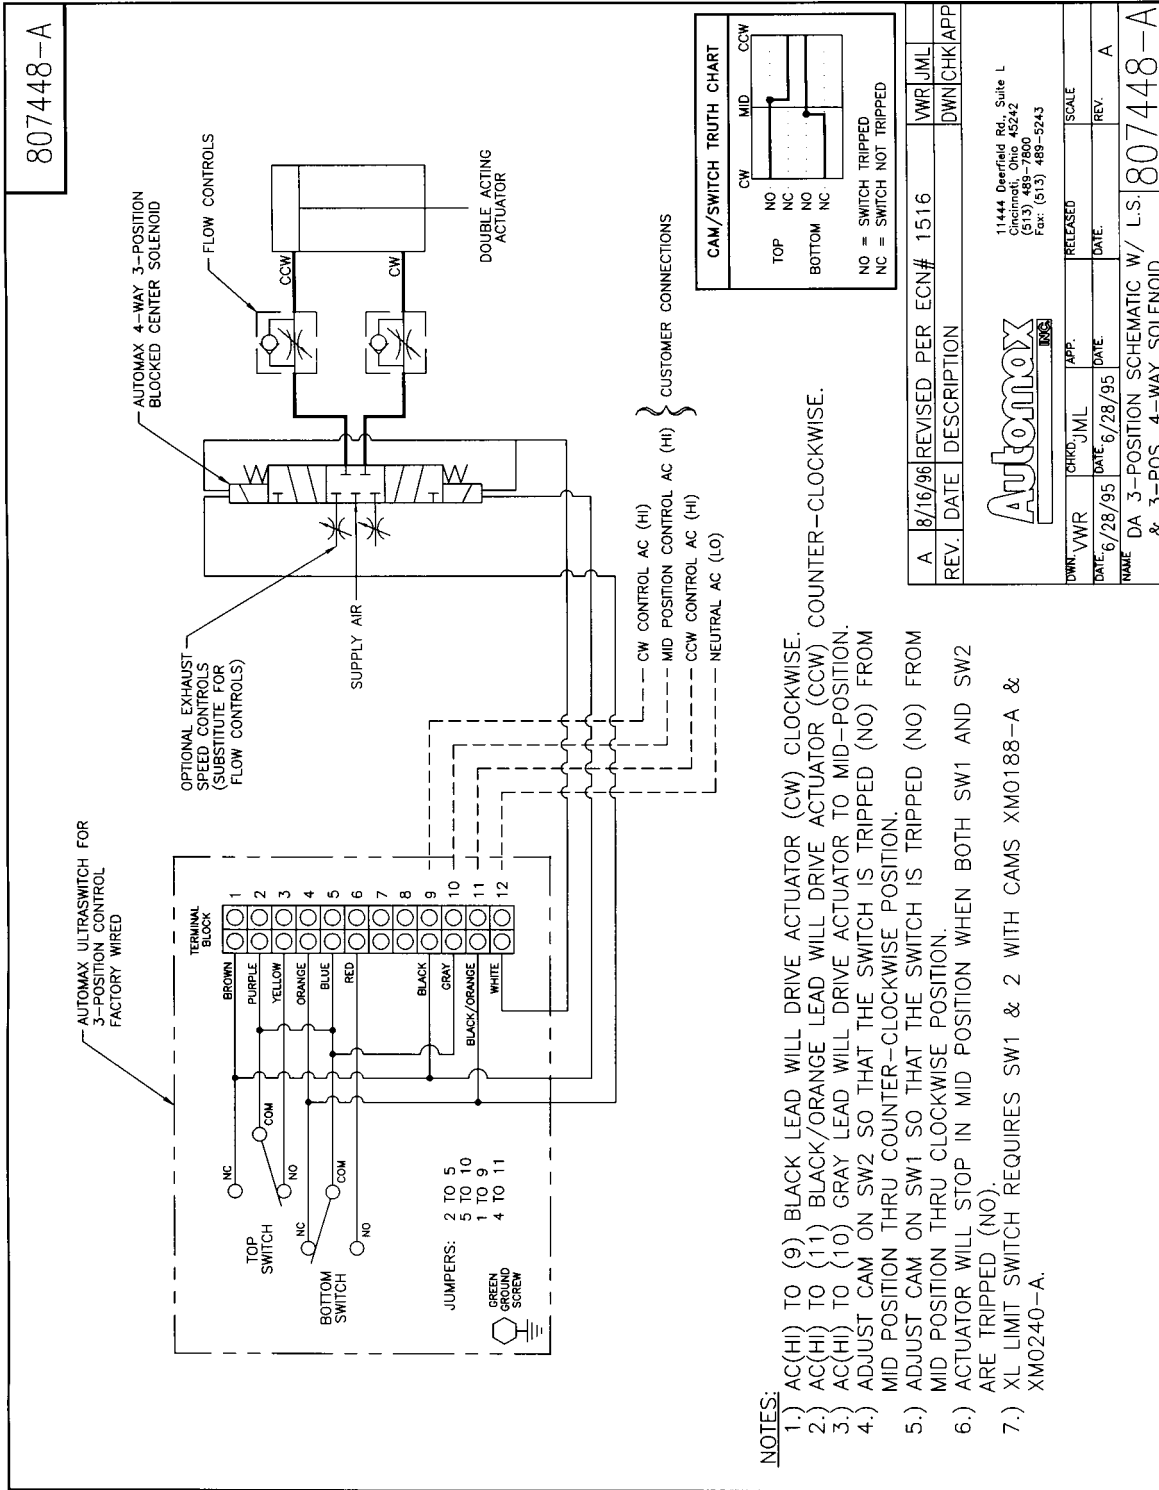 807448-A
AUTOMAX ULTRASWITCH FOR
3-POSITION CONTROL
FACTORY WIRED
OPTIONAL EXHAUST
SPEED CONTROLS
(SUBSTITUTE FOR
FLOW CONTROLS)
SUPPLY AIR
AUTOMAX 4-WAY 3-POSITION
BLOCKED CENTER SOLENOID
FLOW CONTROLS
CCW
CW
DOUBLE ACTING
ACTUATOR
TERMINAL
BLOCK
BROWN 1
PURPLE 2
YELLOW 3
ORANGE 4
BLUE 5
RED 6
7
8
BLACK 9
GRAY 10
BLACK/ORANGE 11
WHITE 12
NC
COM
NO
TOP
SWITCH
NC
COM
NO
BOTTOM
SWITCH
JUMPERS: 2 TO 5
5 TO 10
1 TO 9
4 TO 11
GREEN
GROUND
SCREW
CW CONTROL AC (HI)
MID POSITION CONTROL AC (HI)
CCW CONTROL AC (HI)
NEUTRAL AC (LO)
CUSTOMER CONNECTIONS
CAM/SWITCH TRUTH CHART
CW MID CCW
TOP NO
NC
BOTTOM NO
NC
NO = SWITCH TRIPPED
NC = SWITCH NOT TRIPPED
NOTES:
1.) AC(HI) TO (9) BLACK LEAD WILL DRIVE ACTUATOR (CW) CLOCKWISE.
2.) AC(HI) TO (11) BLACK/ORANGE LEAD WILL DRIVE ACTUATOR (CCW) COUNTER-CLOCKWISE.
3.) AC(HI) TO (10) GRAY LEAD WILL DRIVE ACTUATOR TO MID-POSITION.
4.) ADJUST CAM ON SW2 SO THAT THE SWITCH IS TRIPPED (NO) FROM
MID POSITION THRU COUNTER-CLOCKWISE POSITION.
5.) ADJUST CAM ON SW1 SO THAT THE SWITCH IS TRIPPED (NO) FROM
MID POSITION THRU CLOCKWISE POSITION.
6.) ACTUATOR WILL STOP IN MID POSITION WHEN BOTH SW1 AND SW2
ARE TRIPPED (NO).
7.) XL LIMIT SWITCH REQUIRES SW1 & 2 WITH CAMS XM0188-A &
XM0240-A.
A 8/16/96 REVISED PER ECN# 1516 VWR JML
REV. DATE DESCRIPTION DWN CHK APP
Automax INC.
11444 Deerfield Rd., Suite L
Cincinnati, Ohio 45242
(513) 489-7800
Fax: (513) 489-5243
DWN. VWR CHKD. JML APP. RELEASED SCALE
DATE. 6/28/95 DATE. 6/28/95 DATE. DATE. REV. A
NAME DA 3-POSITION SCHEMATIC W/ L.S. 807448-A
& 3-POS. 4-WAY SOLENOID